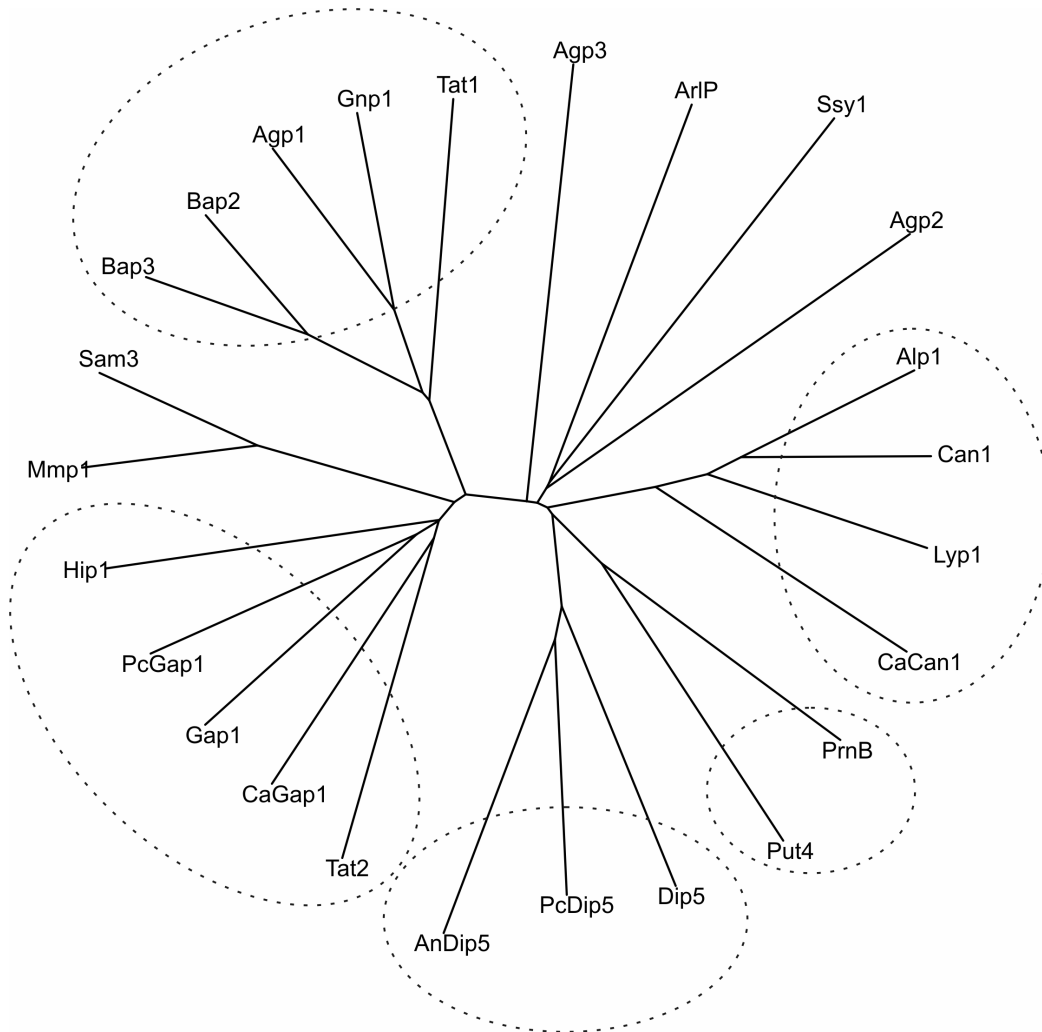 Agp3
Tat1
ArlP
Gnp1
Ssy1
Agp1
Bap2
Agp2
Bap3
Sam3
Alp1
Can1
Mmp1
Lyp1
Hip1
PcGap1
CaCan1
Gap1
PrnB
CaGap1
Put4
Tat2
Dip5
PcDip5
AnDip5